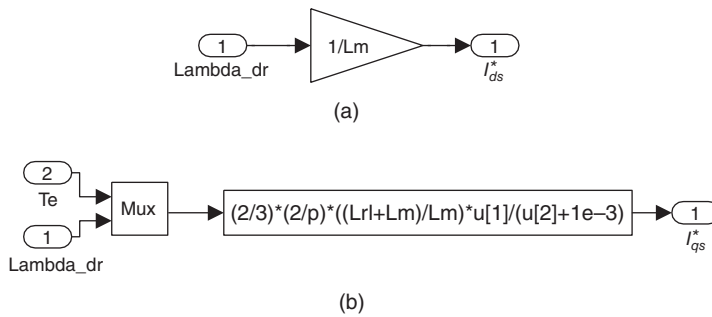 1
Lambda_dr
1/Lm
1
I*ds
(a)
2
Te
1
Lambda_dr
Mux
(2/3)*(2/p)*((Lrl+Lm)/Lm)*u[1]/(u[2]+1e−3)
1
I*qs
(b)